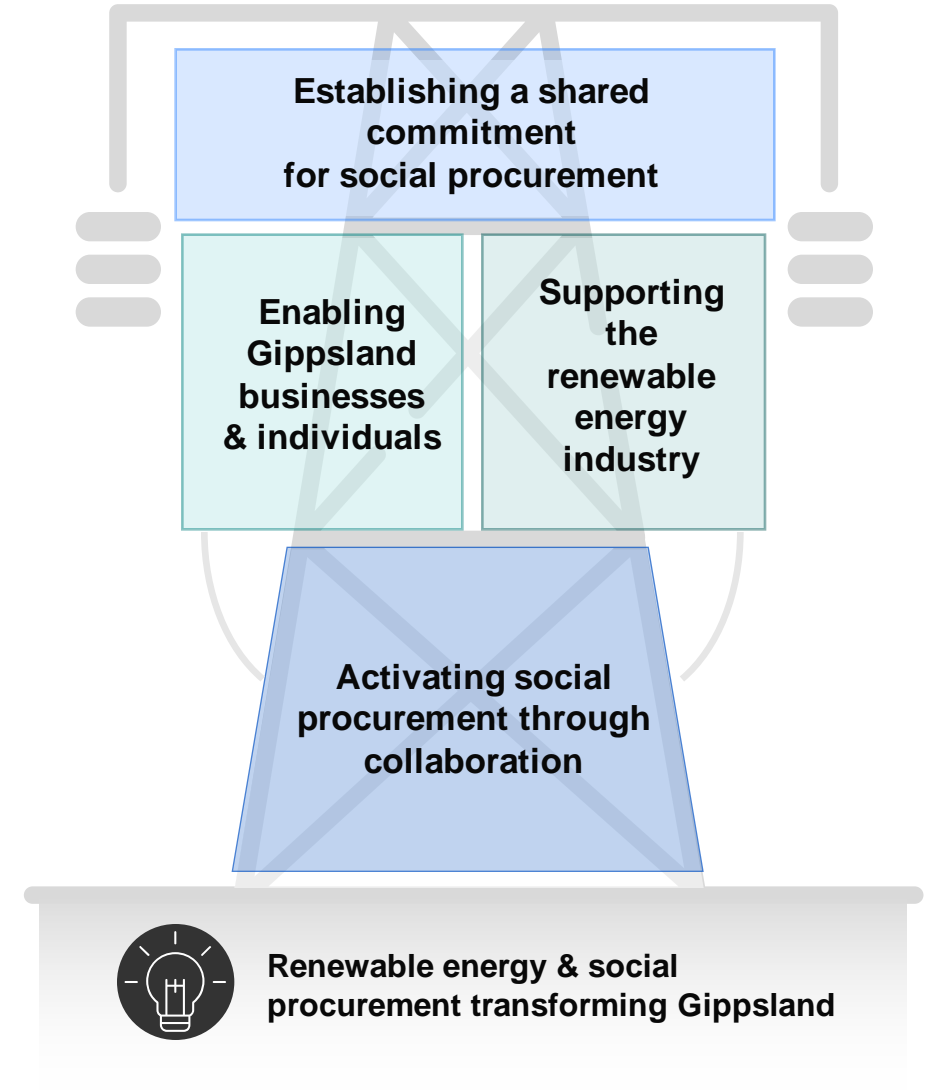 Establishing a shared
commitment
for social procurement
Enabling
Gippsland
businesses
& individuals
Supporting
the
renewable
energy
industry
Activating social
procurement through
collaboration
Renewable energy & social
procurement transforming Gippsland